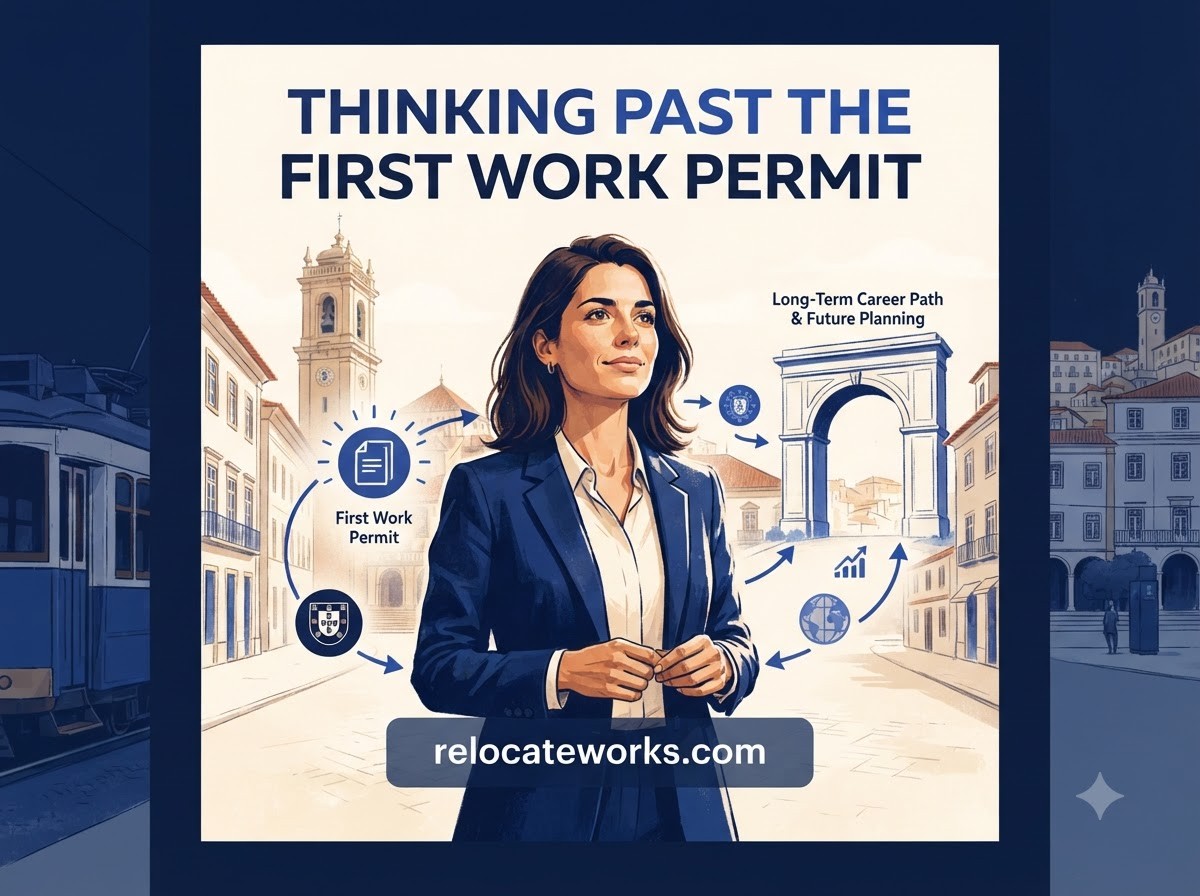 THINKING PAST THE
FIRST WORK PERMIT
Long-Term Career Path
& Future Planning
First Work
Permit
relocateworks.com